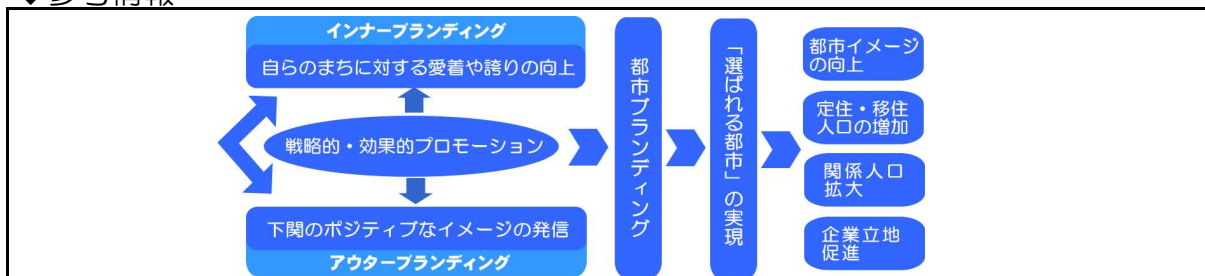 インナーブランディング
自らのまちに対する愛着や誇りの向上
戦略的・効果的プロモーション
下関のポジティブなイメージの発信
アウターブランディング
都市ブランディング
「選ばれる都市」の実現
都市イメージ
の向上
定住・移住
人口の増加
関係人口
拡大
企業立地
促進